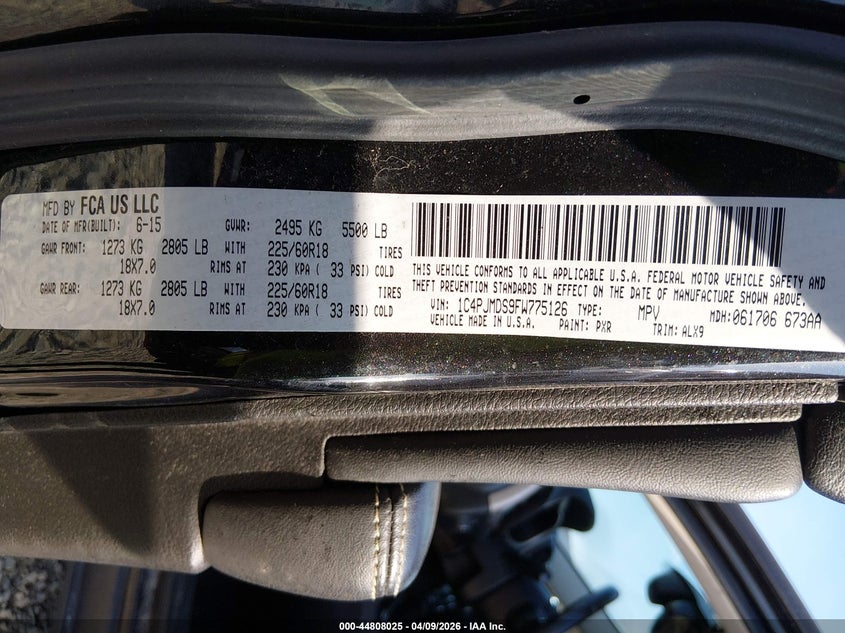 MFD BY FCA US LLC
DATE OF MFR(BUILT): 6-15 GVWR: 2495 KG 5500 LB
GAWR FRONT: 1273 KG 2805 LB WITH 225/60R18 TIRES
18X7.0 RIMS AT 230 KPA ( 33 PSI) COLD
GAWR REAR: 1273 KG 2805 LB WITH 225/60R18 TIRES
18X7.0 RIMS AT 230 KPA ( 33 PSI) COLD
THIS VEHICLE CONFORMS TO ALL APPLICABLE U.S.A. FEDERAL MOTOR VEHICLE SAFETY AND
THEFT PREVENTION STANDARDS IN EFFECT ON THE DATE OF MANUFACTURE SHOWN ABOVE.
VIN: 1C4PJMDS9FW775126 TYPE: MPV MDH:061706 673AA
VEHICLE MADE IN U.S.A. PAINT: PXR TRIM: ALX9
000-44808025 - 04/09/2026 - IAA Inc.